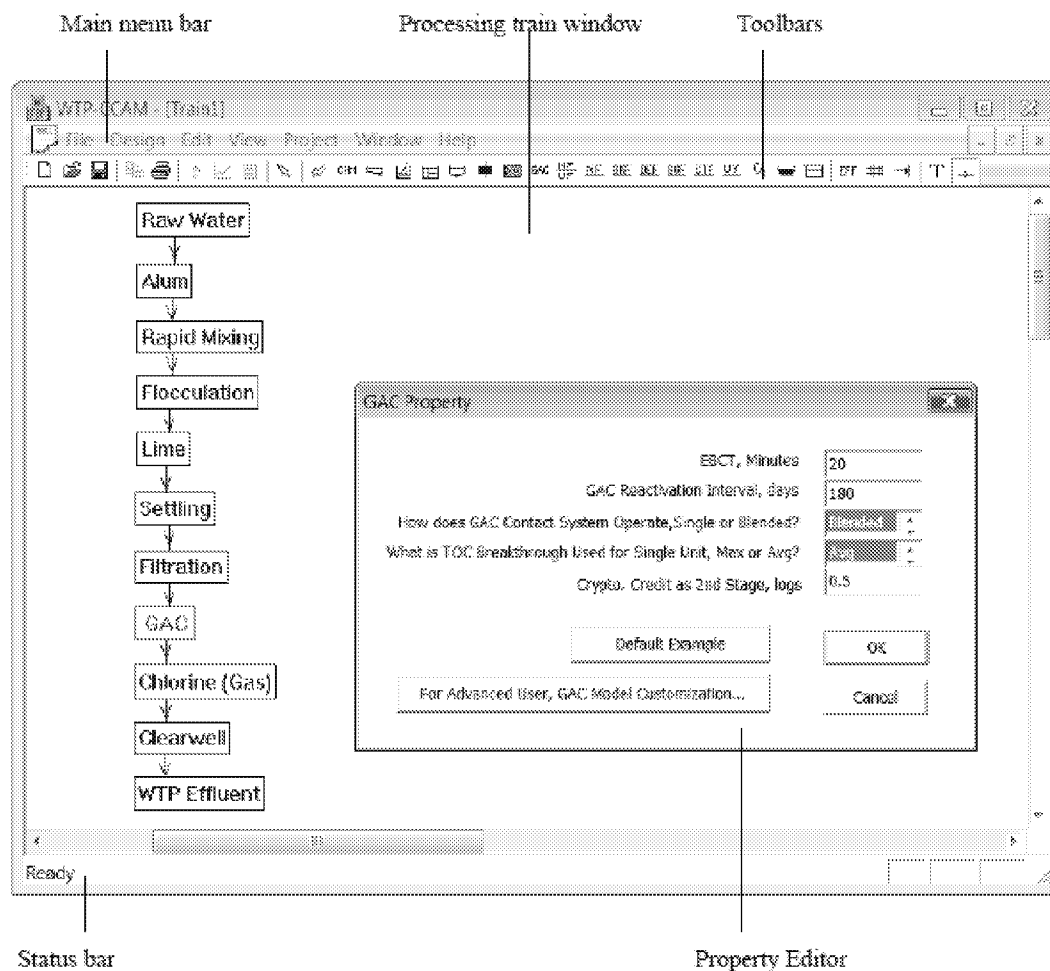 Main menu bar
Processing train window
Toolbars
WTP-CCAM - [Train1]
File Design Edit View Project Window Help
CHM GAC
Raw Water
Alum
Rapid Mixing
Flocculation
Lime
Settling
Filtration
GAC
Chlorine (Gas)
Clearwell
WTP Effluent
GAC Property
EBCT, Minutes
20
GAC Reactivation Interval, days
180
How does GAC Contact System Operate,Single or Blended?
Blended
What is TOC Breakthrough Used for Single Unit, Max or Avg?
Avg
Crypto. Credit as 2nd Stage, logs
0.5
Default Example
OK
For Advanced User, GAC Model Customization...
Cancel
Ready
Status bar
Property Editor